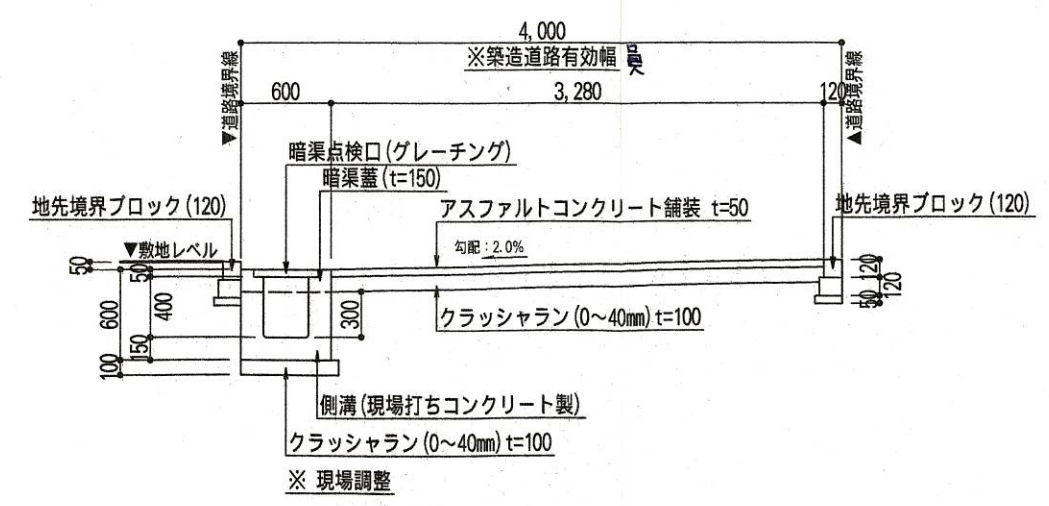 4,000
※築造道路有効幅員
▼道路境界線
600
3,280
120
▲道路境界線
暗渠点検口(グレーチング)
暗渠蓋(t=150)
地先境界ブロック(120)
アスファルトコンクリート舗装 t=50
地先境界ブロック(120)
▼敷地レベル
勾配:2.0%
50
50
600
400
300
150
100
120
120
50
クラッシャラン(0～40mm)t=100
側溝(現場打ちコンクリート製)
クラッシャラン(0～40mm)t=100
※ 現場調整